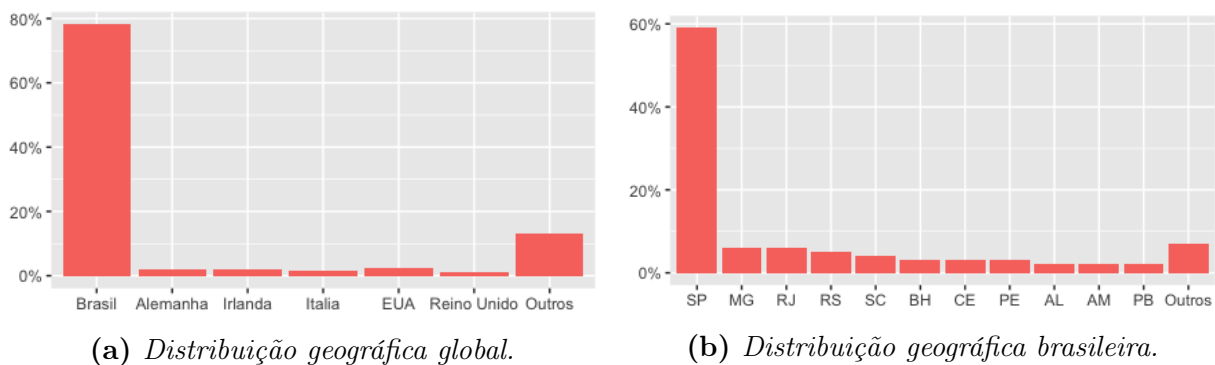 80%
60%
40%
20%
0%
Brasil Alemanha Irlanda Italia EUA Reino Unido Outros
(a) Distribuição geográfica global.
60%
40%
20%
0%
SP MG RJ RS SC BH CE PE AL AM PB Outros
(b) Distribuição geográfica brasileira.